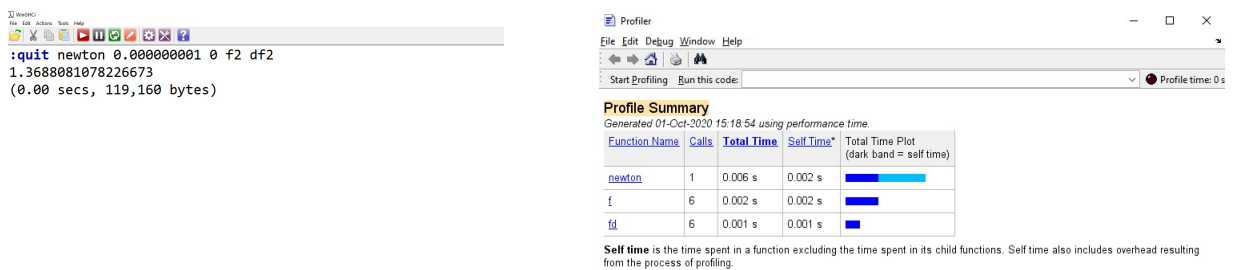 WinGHCi
File Edit Actions Tools Help
:quit newton 0.000000001 0 f2 df2
1.3688081078226673
(0.00 secs, 119,160 bytes)
Profiler
File Edit Debug Window Help
Start Profiling Run this code:
Profile time: 0 s
Profile Summary
Generated 01-Oct-2020 15:18:54 using performance time.
Function Name Calls Total Time Self Time* Total Time Plot
(dark band = self time)
newton 1 0.006 s 0.002 s
f 6 0.002 s 0.002 s
fd 6 0.001 s 0.001 s
Self time is the time spent in a function excluding the time spent in its child functions. Self time also includes overhead resulting
from the process of profiling.